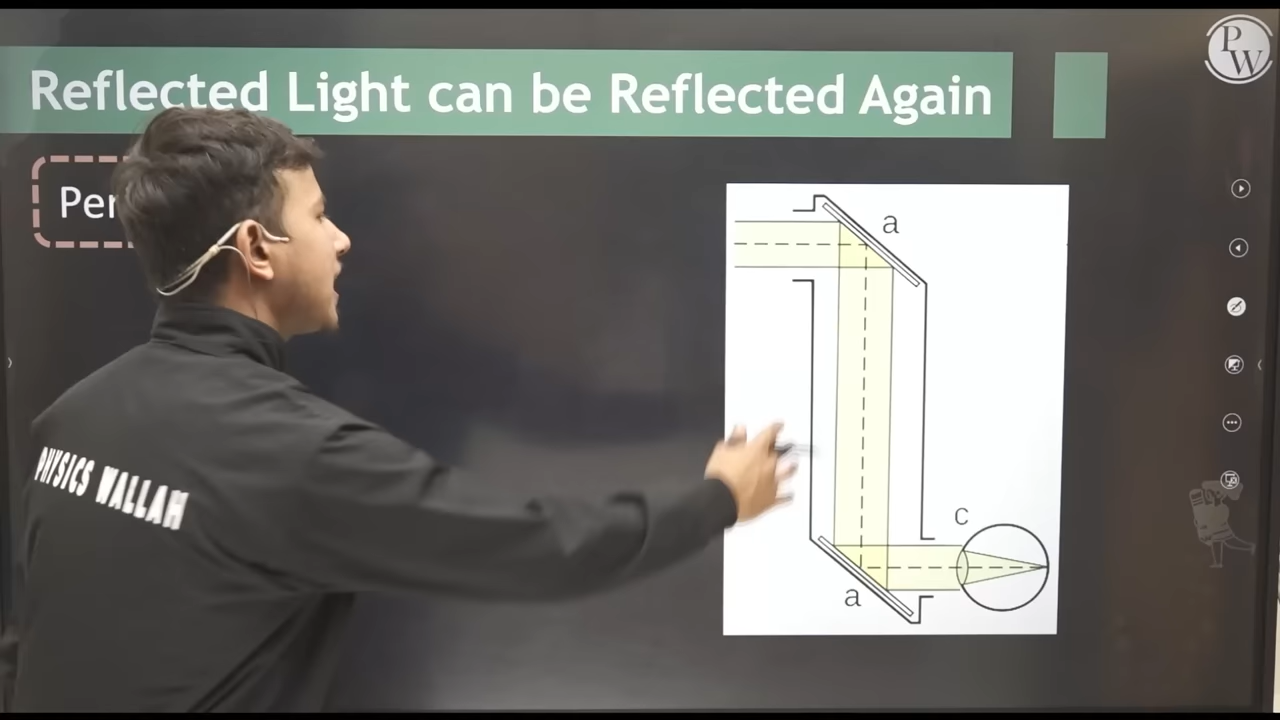 Reflected Light can be Reflected Again
PW
Per
a
PHYSICS WALLAH
c
a